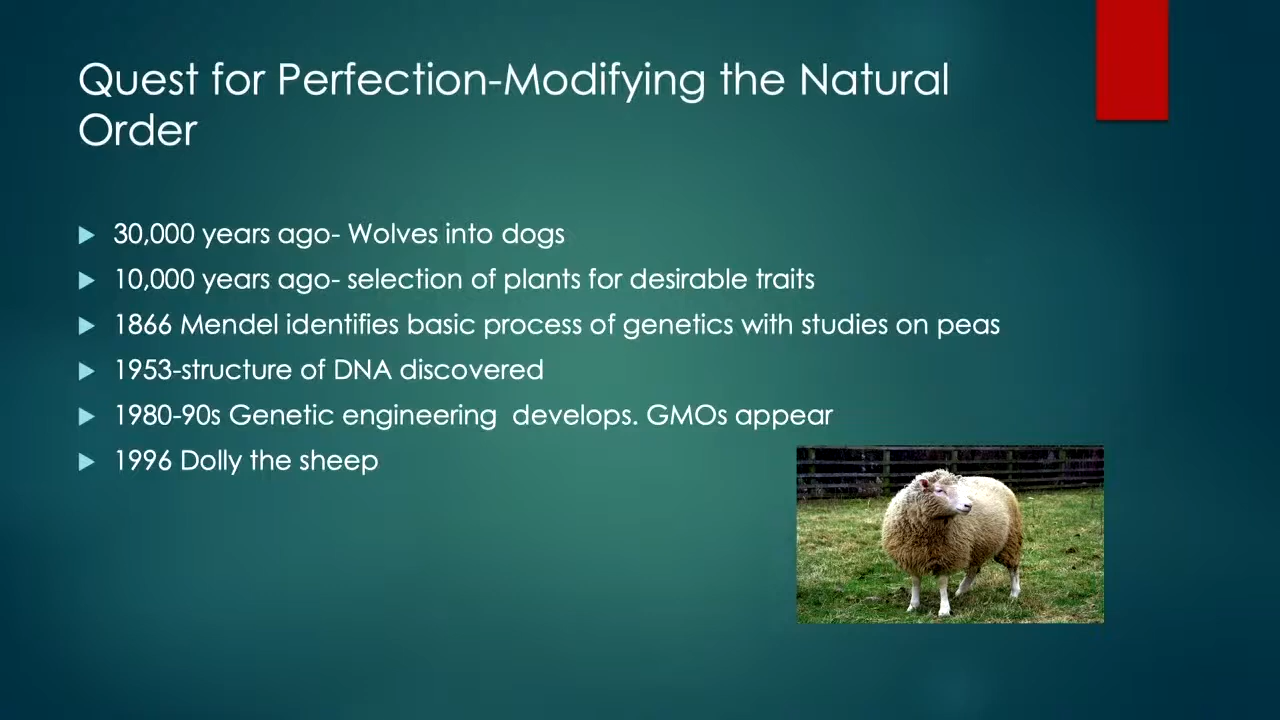 Quest for Perfection-Modifying the Natural
Order
30,000 years ago- Wolves into dogs
10,000 years ago- selection of plants for desirable traits
1866 Mendel identifies basic process of genetics with studies on peas
1953-structure of DNA discovered
1980-90s Genetic engineering  develops. GMOs appear
1996 Dolly the sheep